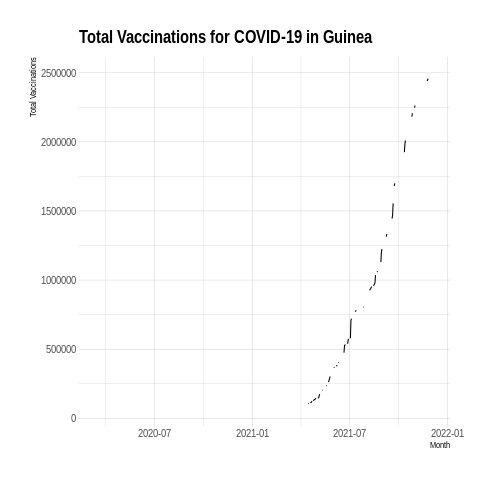 Total Vaccinations for COVID-19 in Guinea
Total Vaccinations
2500000
2000000
1500000
1000000
500000
0
2020-07 2021-01 2021-07 2022-01
Month